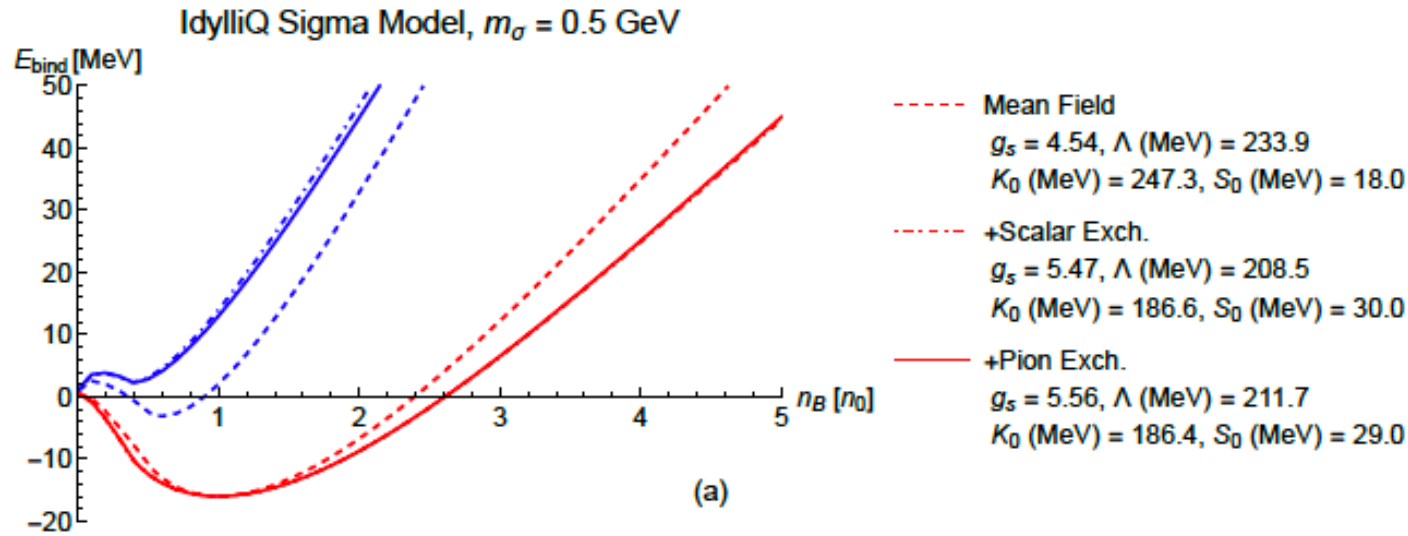 IdylliQ Sigma Model, mσ = 0.5 GeV
Ebind [MeV]
50
40
30
20
10
0
−10
−20
1
2
3
4
5
nB [n0]
(a)
Mean Field
gs = 4.54, Λ (MeV) = 233.9
K0 (MeV) = 247.3, S0 (MeV) = 18.0
+Scalar Exch.
gs = 5.47, Λ (MeV) = 208.5
K0 (MeV) = 186.6, S0 (MeV) = 30.0
+Pion Exch.
gs = 5.56, Λ (MeV) = 211.7
K0 (MeV) = 186.4, S0 (MeV) = 29.0